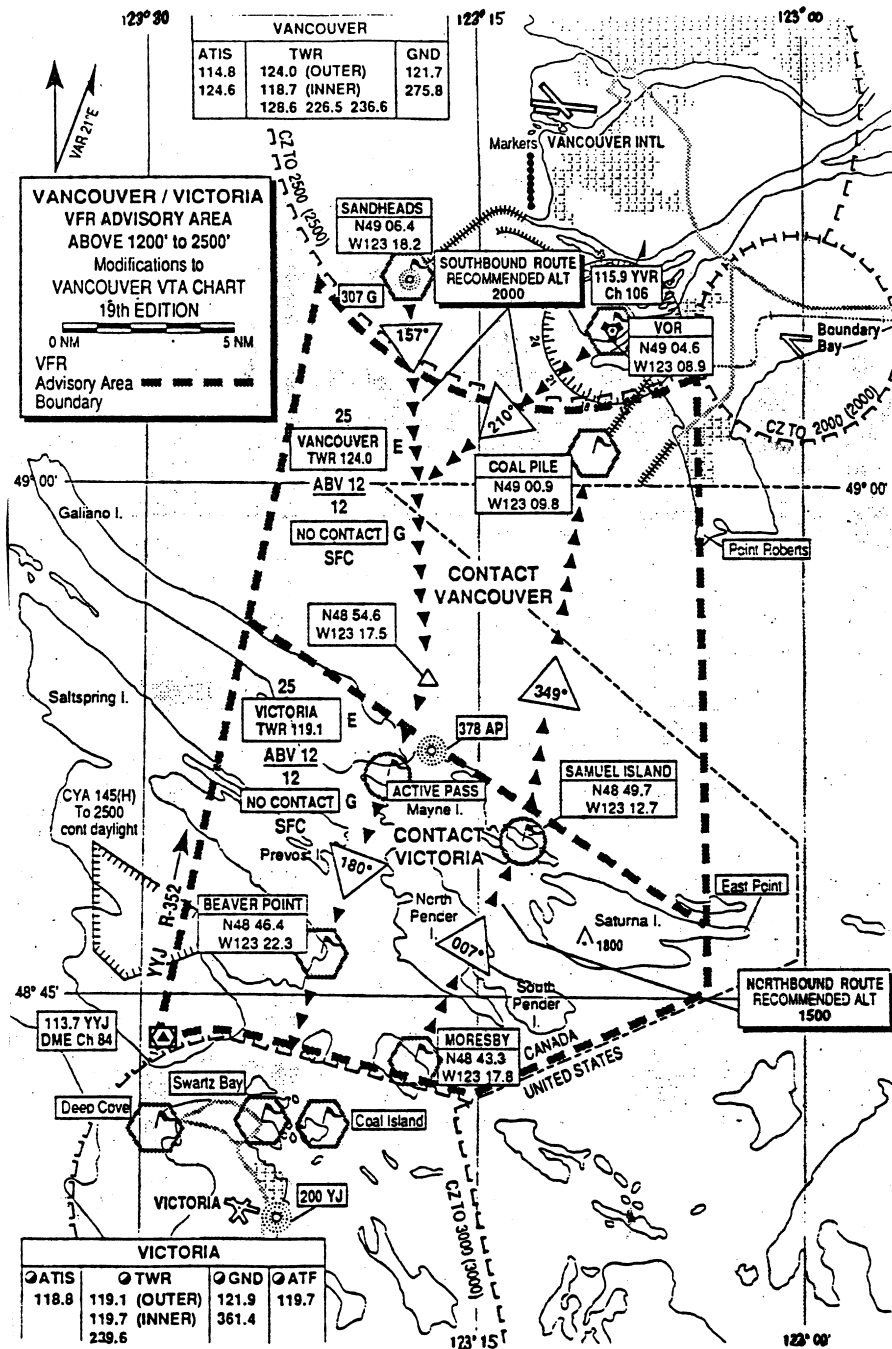 123° 30'
123° 15'
123° 00'
VANCOUVER
ATIS TWR GND
114.8 124.0 (OUTER) 121.7
124.6 118.7 (INNER) 275.8
128.6 226.5 236.6
VAR 21°E
CZ TO 2500 (2500)
Markers
VANCOUVER INTL
VANCOUVER / VICTORIA
VFR ADVISORY AREA
ABOVE 1200' to 2500'
Modifications to
VANCOUVER VTA CHART
19th EDITION
0 NM 5 NM
VFR
Advisory Area
Boundary
SANDHEADS
N49 06.4
W123 18.2
307 G
SOUTHBOUND ROUTE
RECOMMENDED ALT
2000
115.9 YVR
Ch 106
VOR
N49 04.6
W123 08.9
Boundary
Bay
157°
24
21
18
210°
CZ TO 2000 (2000)
25
VANCOUVER
TWR 124.0
E
COAL PILE
N49 00.9
W123 09.8
49° 00'
ABV 12
12
49° 00'
Galiano I.
NO CONTACT
G
SFC
Point Roberts
CONTACT
VANCOUVER
N48 54.6
W123 17.5
Saltspring I.
25
VICTORIA
TWR 119.1
E
349°
378 AP
ABV 12
12
SAMUEL ISLAND
N48 49.7
W123 12.7
CYA 145(H)
To 2500
cont daylight
NO CONTACT
G
SFC
ACTIVE PASS
Mayne I.
Prevost I.
CONTACT
VICTORIA
180°
BEAVER POINT
N48 46.4
W123 22.3
YYJ R-352
North
Pender
I.
East Point
Saturna I.
1800
007°
48° 45'
South
Pender
I.
NORTHBOUND ROUTE
RECOMMENDED ALT
1500
113.7 YYJ
DME Ch 84
MORESBY
N48 43.3
W123 17.8
CANADA
UNITED STATES
Swartz Bay
Deep Cove
Coal Island
VICTORIA
200 YJ
CZ TO 3000 (3000)
VICTORIA
ATIS TWR GND ATF
118.8 119.1 (OUTER) 121.9 119.7
119.7 (INNER) 361.4
239.6
123° 15'
123° 00'